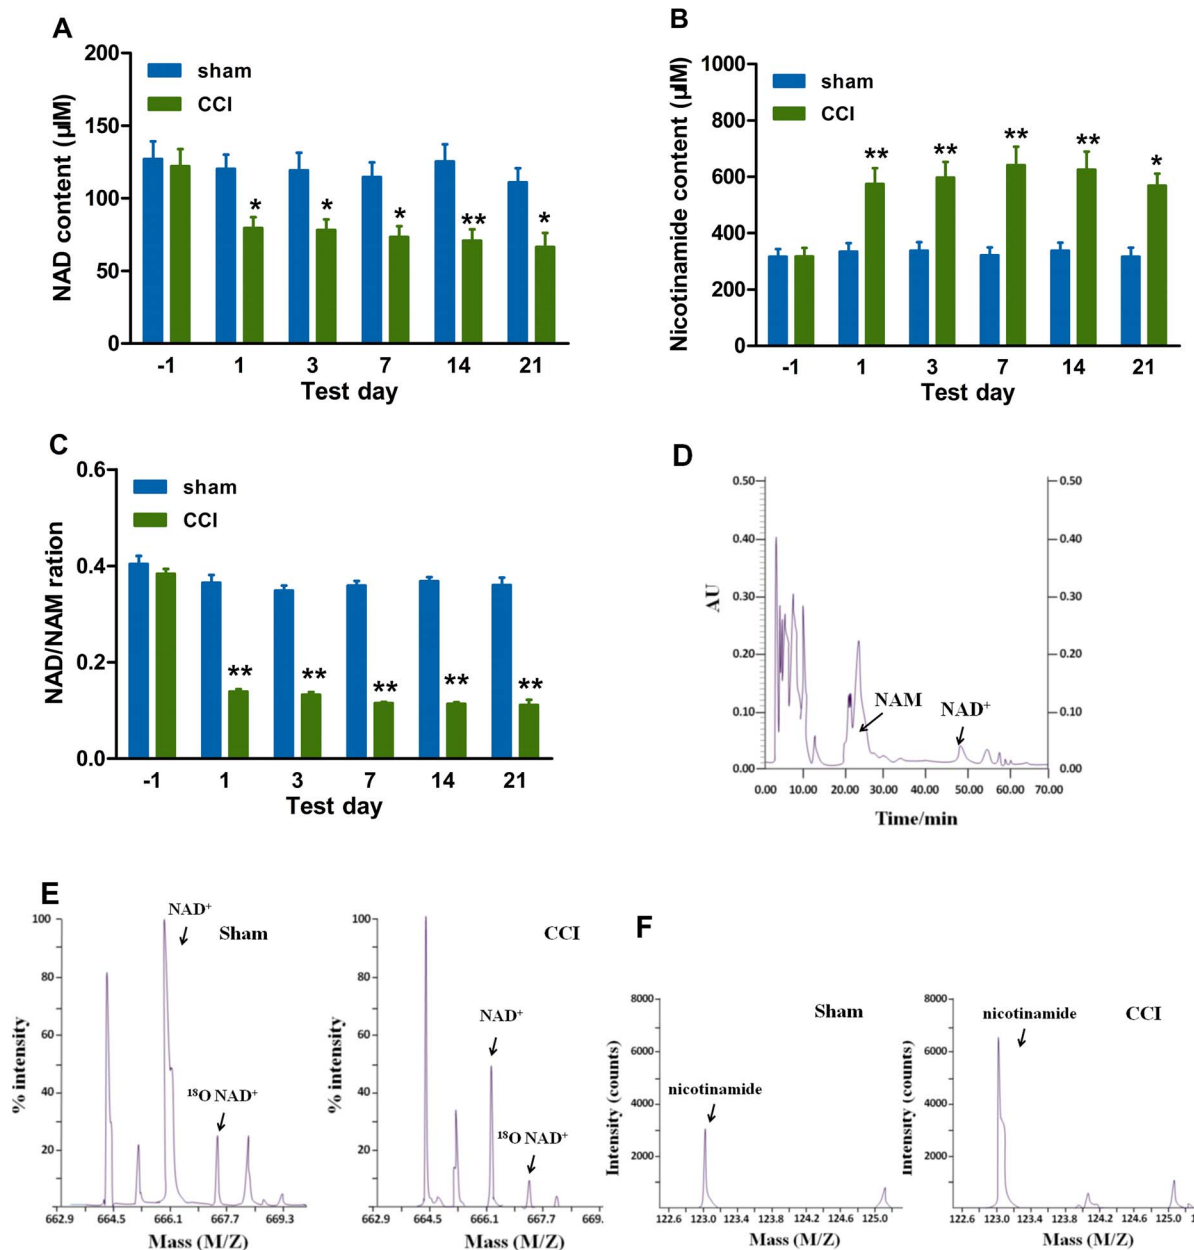 A
NAD content (µM)
200
150
100
50
0
sham
CCI
* * * ** *
-1 1 3 7 14 21
Test day
B
Nicotinamide content (µM)
1000
800
600
400
200
0
sham
CCI
** ** ** ** *
-1 1 3 7 14 21
Test day
C
NAD/NAM ration
0.6
0.4
0.2
0.0
sham
CCI
** ** ** ** **
-1 1 3 7 14 21
Test day
D
AU
0.50 0.50
0.40 0.40
0.30 0.30
0.20 0.20
0.10 0.10
0.00 0.00
NAM
NAD⁺
0.00 10.00 20.00 30.00 40.00 50.00 60.00 70.00
Time/min
E
% intensity
100
80
60
40
20
NAD⁺
Sham
¹⁸O NAD⁺
662.9 664.5 666.1 667.7 669.3
Mass (M/Z)
% intensity
100
80
60
40
20
CCI
NAD⁺
¹⁸O NAD⁺
662.9 664.5 666.1 667.7 669.
Mass (M/Z)
F
Intensity (counts)
8000
6000
4000
2000
Sham
nicotinamide
122.6 123.0 123.4 123.8 124.2 124.6 125.0
Mass (M/Z)
Intensity (counts)
8000
6000
4000
2000
nicotinamide
CCI
122.6 123.0 123.4 123.8 124.2 124.6 125.0 1
Mass (M/Z)